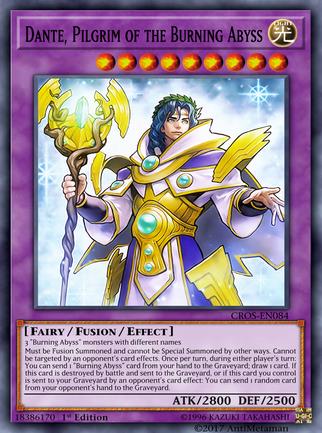 Dante, Pilgrim of the Burning Abyss
LIGHT
光
CROS-EN084
[Fairy / Fusion / Effect]
3 "Burning Abyss" monsters with different names
Must be Fusion Summoned and cannot be Special Summoned by other ways. Cannot
be targeted by an opponent's card effects. Once per turn, during either player's turn:
You can send 1 "Burning Abyss" card from your hand to the Graveyard; draw 1 card. If
this card is destroyed by battle and sent to the Graveyard, or if this card you control
is sent to your Graveyard by an opponent's card effect: You can send 1 random card
from your opponent's hand to the Graveyard.
ATK/2800 DEF/2500
18386170 1st Edition ©1996 KAZUKI TAKAHASHI
©2017 AntiMetaman